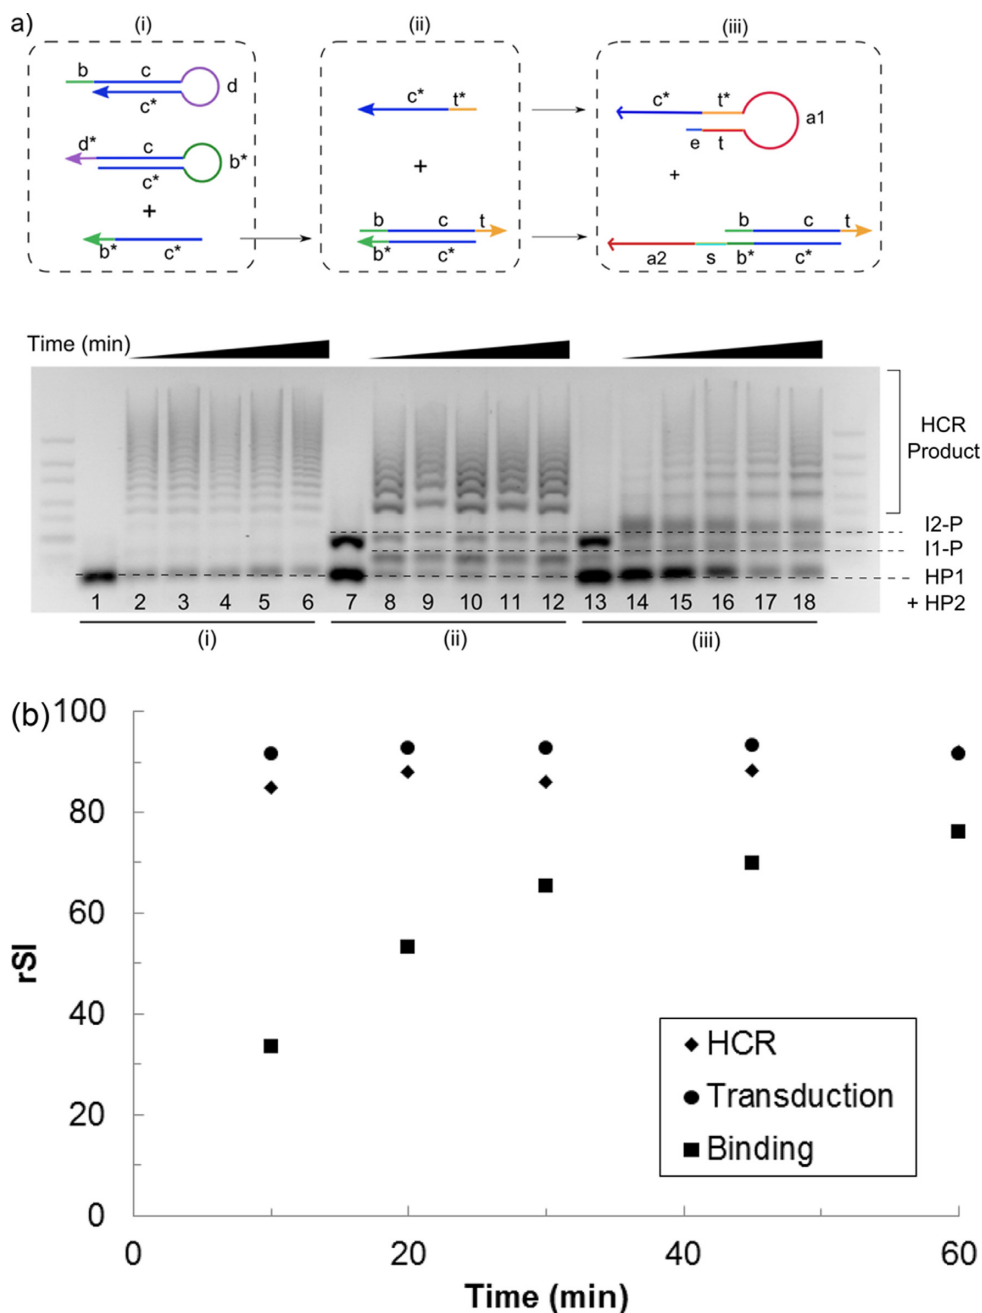 a)
(i) (ii) (iii)
b c d
c*
d* c b*
c*
+
b* c*
c* t*
+
b c t
b* c*
c* t* a1
e t
+
b c t
a2 s b* c*
Time (min)
HCR
Product
I2-P
I1-P
HP1
+ HP2
1 2 3 4 5 6 7 8 9 10 11 12 13 14 15 16 17 18
(i) (ii) (iii)
(b)
100
80
60
40
20
0
rSI
HCR
Transduction
Binding
0 20 40 60
Time (min)